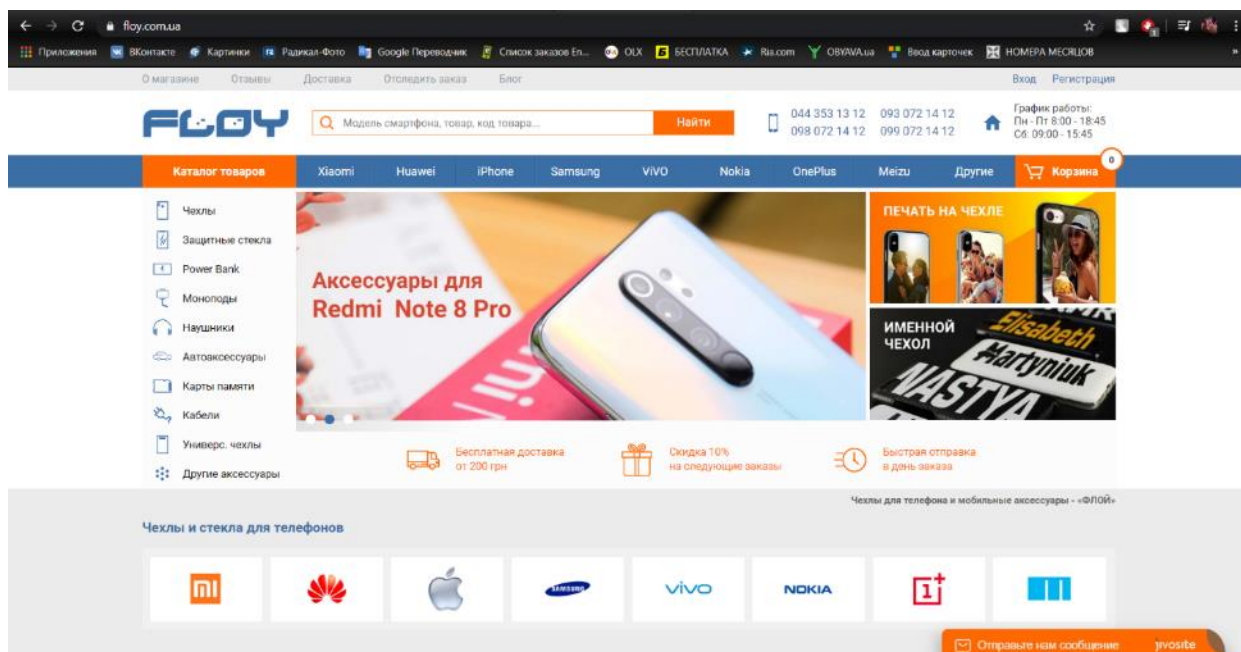 floy.com.ua
Приложения ВКонтакте Картинки Радикал-Фото Google Переводчик Список заказов En... OLX БЕСПЛАТКА Ria.com OBYAVA.ua Ввод карточек НОМЕРА МЕСЯЦОВ »
О магазине Отзывы Доставка Отследить заказ Блог Вход Регистрация
FLOY
Модель смартфона, товар, код товара... Найти
044 353 13 12 093 072 14 12
098 072 14 12 099 072 14 12
График работы:
Пн - Пт 8:00 - 18:45
Сб: 09:00 - 15:45
Каталог товаров Xiaomi Huawei iPhone Samsung ViVO Nokia OnePlus Meizu Другие Корзина 0
Чехлы
Защитные стекла
Power Bank
Моноподы
Наушники
Автоаксессуары
Карты памяти
Кабели
Универс. чехлы
Другие аксессуары
Аксессуары для
Redmi Note 8 Pro
ПЕЧАТЬ НА ЧЕХЛЕ
ИМЕННОЙ
ЧЕХОЛ
Elisabeth
Martyniuk
NASTYA
Бесплатная доставка
от 200 грн
Скидка 10%
на следующие заказы
Быстрая отправка
в день заказа
Чехлы для телефона и мобильные аксессуары - «ФЛОЙ»
Чехлы и стекла для телефонов
SAMSUNG vivo NOKIA
Отправьте нам сообщение jivosite